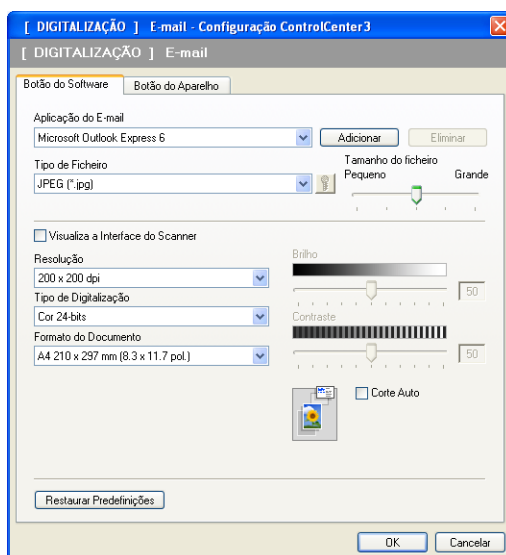 [ DIGITALIZAÇÃO ] E-mail - Configuração ControlCenter3
[ DIGITALIZAÇÃO ] E-mail
Botão do Software Botão do Aparelho
Aplicação do E-mail
Microsoft Outlook Express 6 Adicionar Eliminar
Tipo de Ficheiro Tamanho do ficheiro
Pequeno Grande
JPEG (*.jpg)
Visualiza a Interface do Scanner
Resolução Brilho
200 x 200 dpi 50
Tipo de Digitalização
Cor 24-bits Contraste
Formato do Documento
A4 210 x 297 mm (8.3 x 11.7 pol.) 50
Corte Auto
Restaurar Predefinições
OK Cancelar